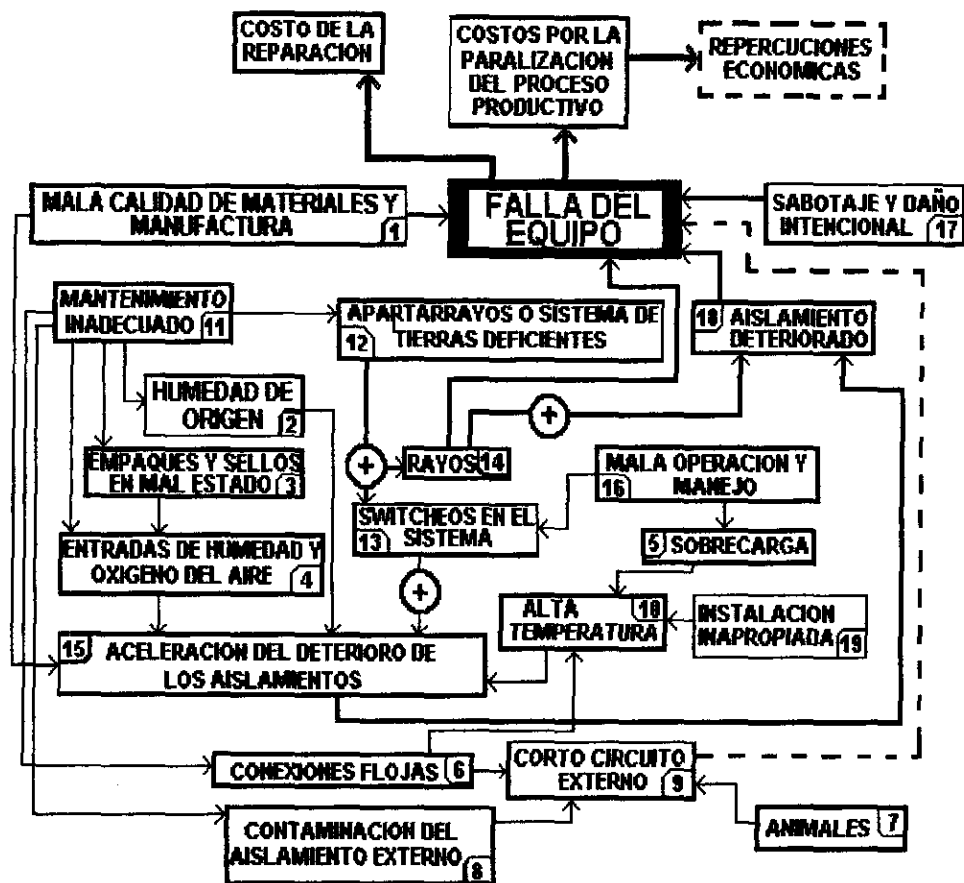 COSTO DE LA
REPARACION
COSTOS POR LA
PARALIZACION
DEL PROCESO
PRODUCTIVO
REPERCUCIONES
ECONOMICAS
MALA CALIDAD DE MATERIALES Y
MANUFACTURA
1
FALLA DEL
EQUIPO
SABOTAJE Y DAÑO
INTENCIONAL
17
MANTENIMIENTO
INADECUADO
11
APARTARRAYOS O SISTEMA DE
TIERRAS DEFICIENTES
12
18
AISLAMIENTO
DETERIORADO
HUMEDAD DE
ORIGEN
2
+
EMPAQUES Y SELLOS
EN MAL ESTADO
3
+
RAYOS
14
MALA OPERACION Y
MANEJO
16
SWITCHEOS EN EL
SISTEMA
13
ENTRADAS DE HUMEDAD Y
OXIGENO DEL AIRE
4
5
SOBRECARGA
+
ALTA
TEMPERATURA
10
INSTALACION
INAPROPIADA
19
15
ACELERACION DEL DETERIORO DE
LOS AISLAMIENTOS
CONEXIONES FLOJAS
6
CORTO CIRCUITO
EXTERNO
9
CONTAMINACION DEL
AISLAMIENTO EXTERNO
8
ANIMALES
7